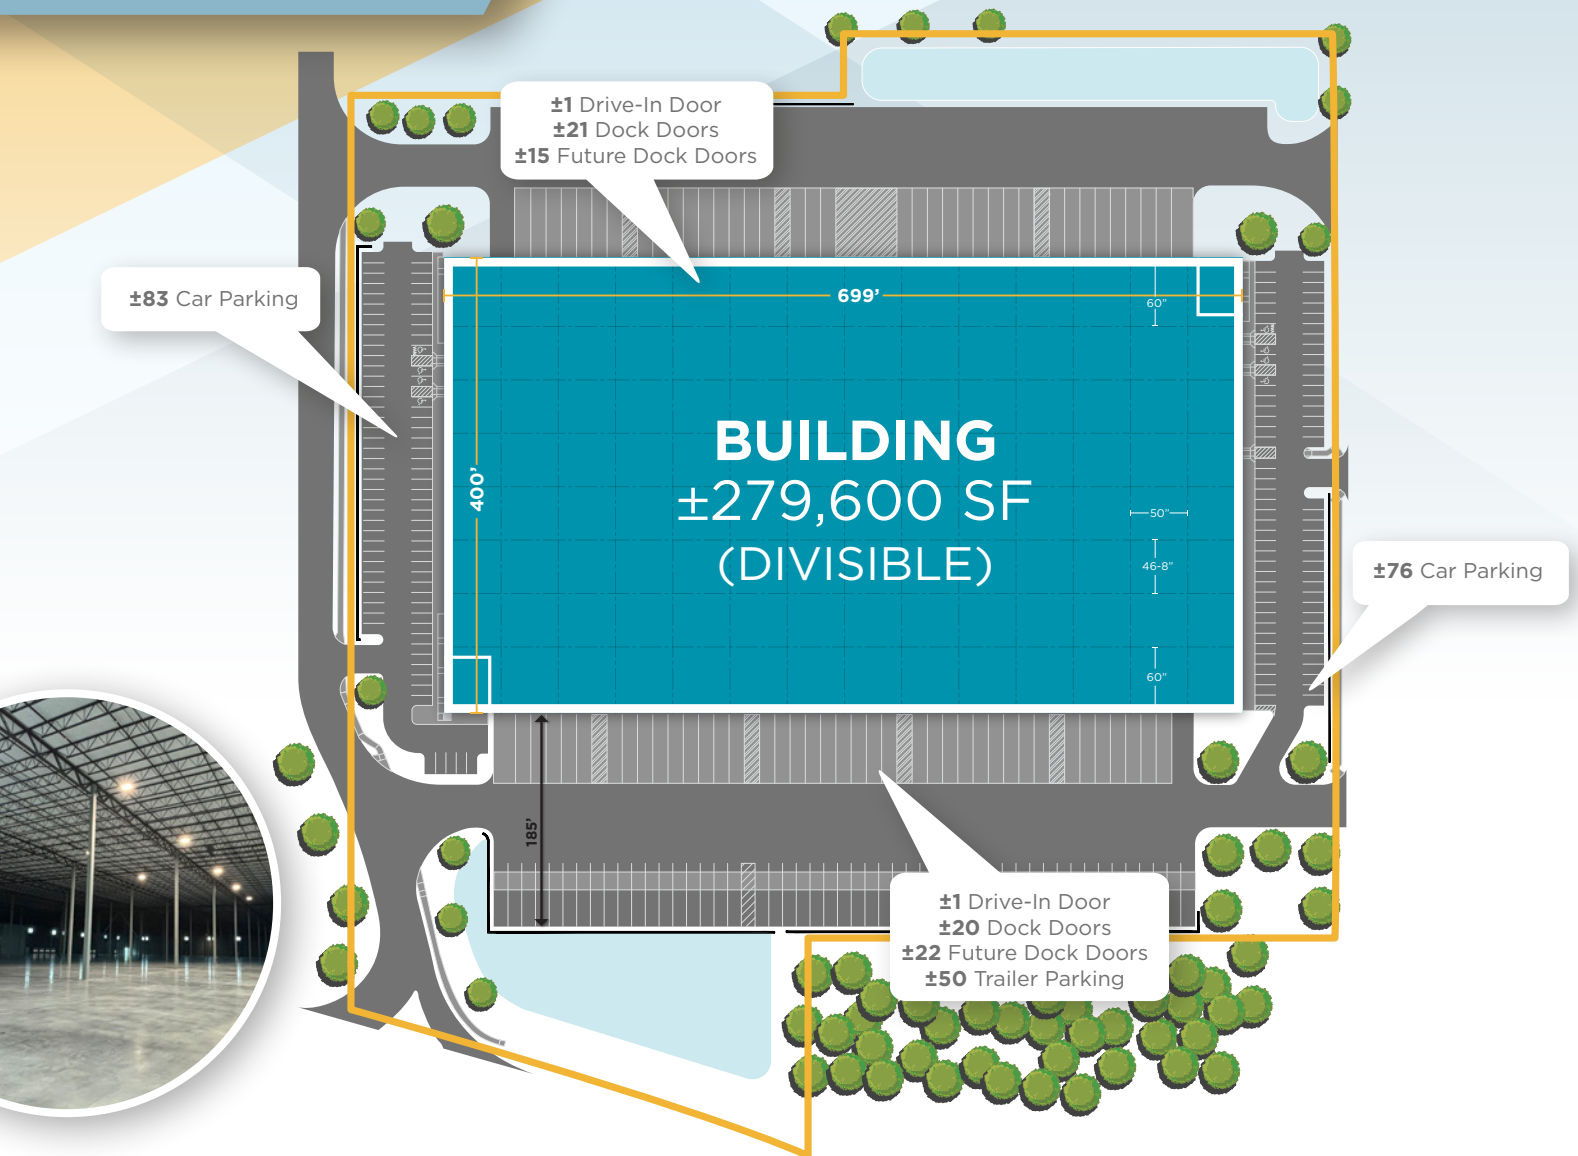 ±1 Drive-In Door
±21 Dock Doors
±15 Future Dock Doors
±83 Car Parking
699’
60”
400’
BUILDING
±279,600 SF
(DIVISIBLE)
50”
46-8”
60”
±76 Car Parking
185’
±1 Drive-In Door
±20 Dock Doors
±22 Future Dock Doors
±50 Trailer Parking